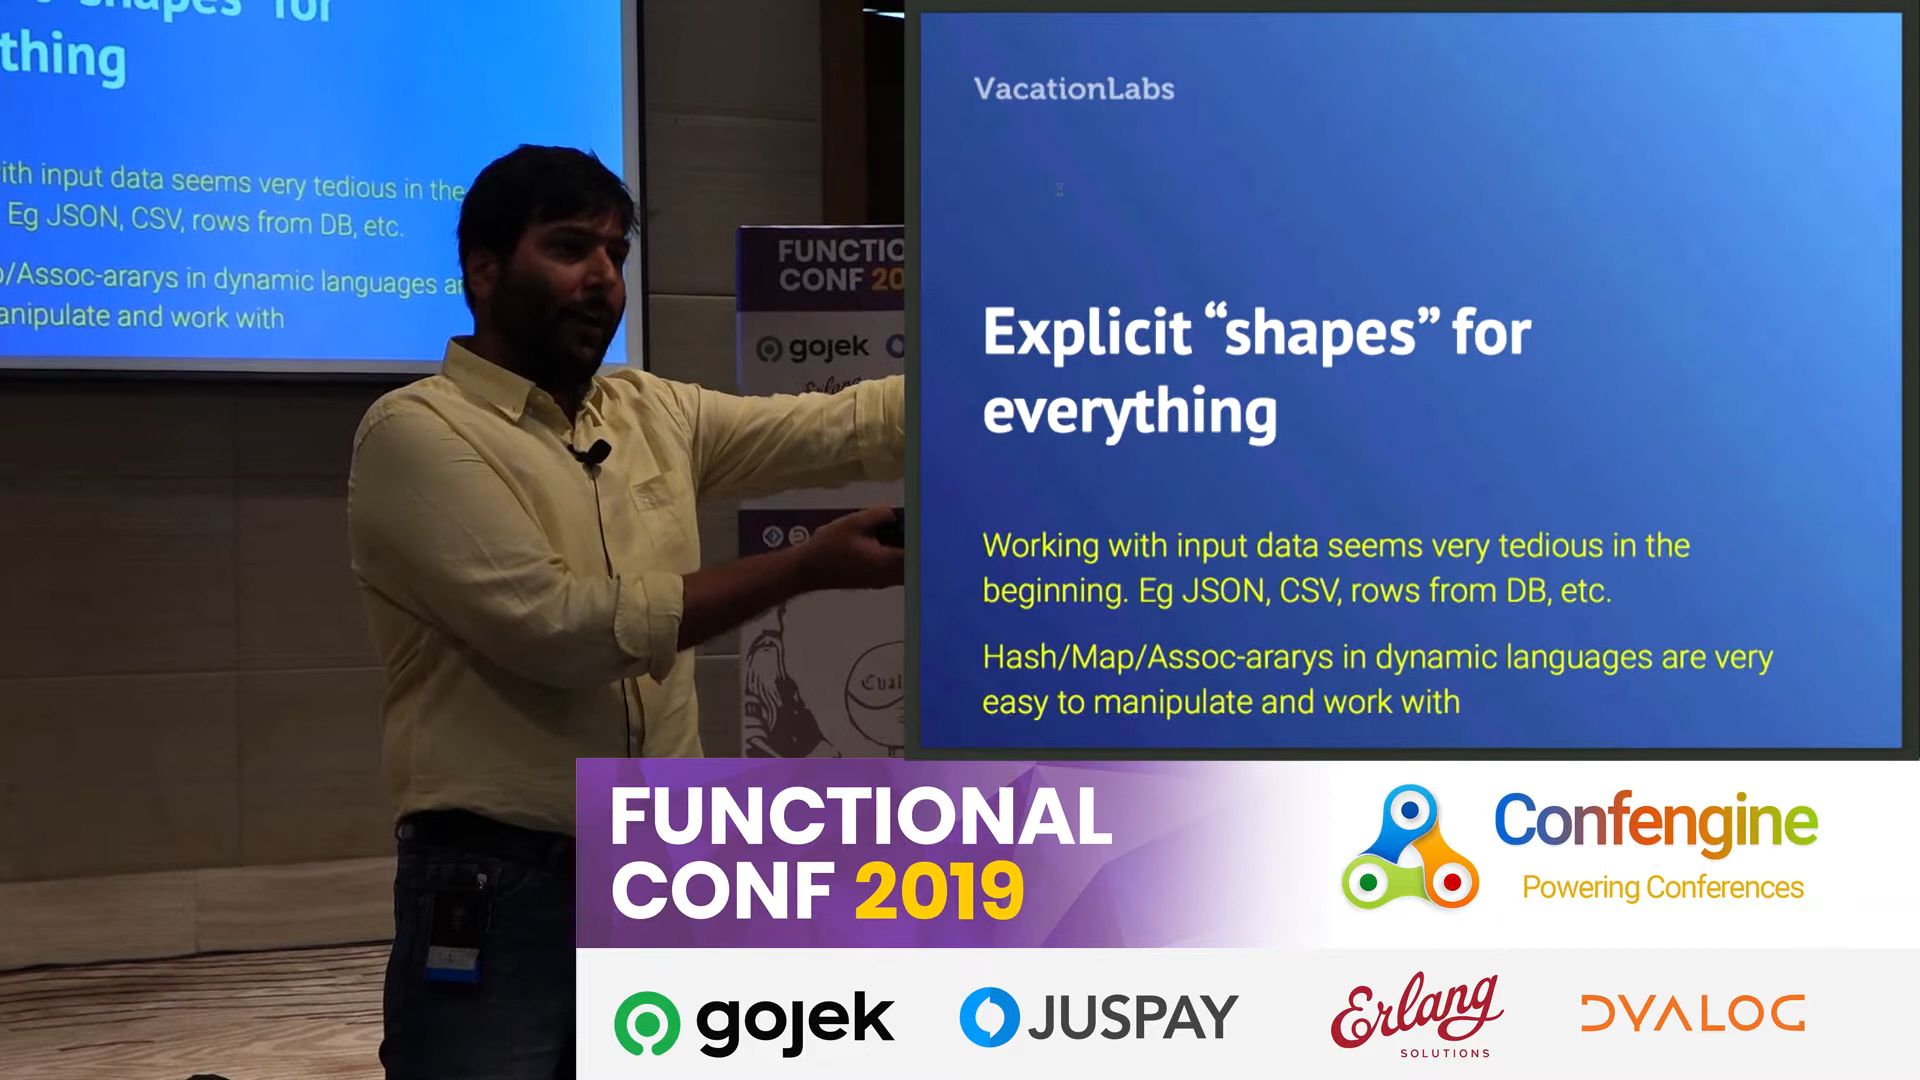 "shapes" for
thing
ith input data seems very tedious in the
Eg JSON, CSV, rows from DB, etc.
/Assoc-ararys in dynamic languages ar
anipulate and work with
FUNCTIO
CONF 20
gojek
Erlang
VacationLabs
Explicit “shapes” for
everything
Working with input data seems very tedious in the
beginning. Eg JSON, CSV, rows from DB, etc.
Hash/Map/Assoc-ararys in dynamic languages are very
easy to manipulate and work with
FUNCTIONAL
CONF 2019
Confengine
Powering Conferences
gojek
JUSPAY
Erlang
SOLUTIONS
DYALOG